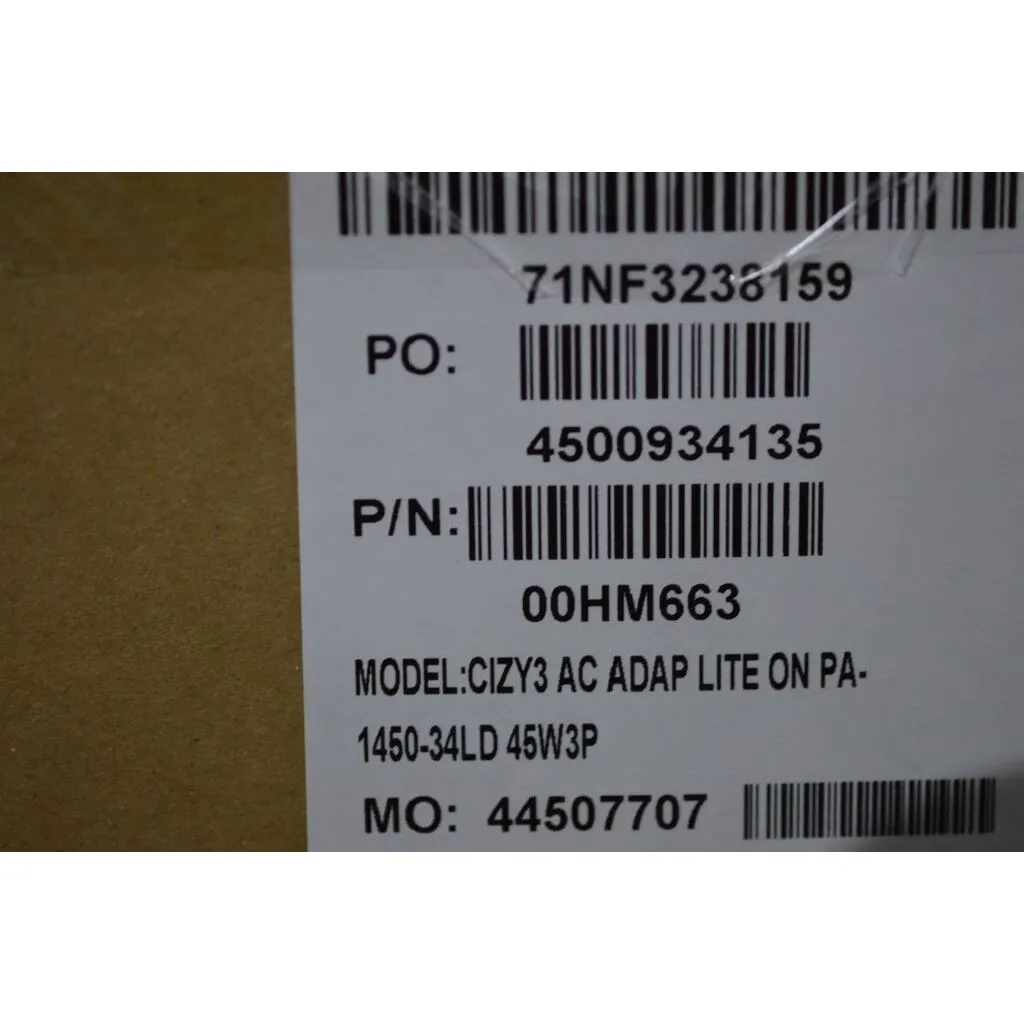 71NF3238159
PO:
4500934135
P/N:
00HM663
MODEL:CIZY3 AC ADAP LITE ON PA-
1450-34LD 45W3P
MO: 44507707